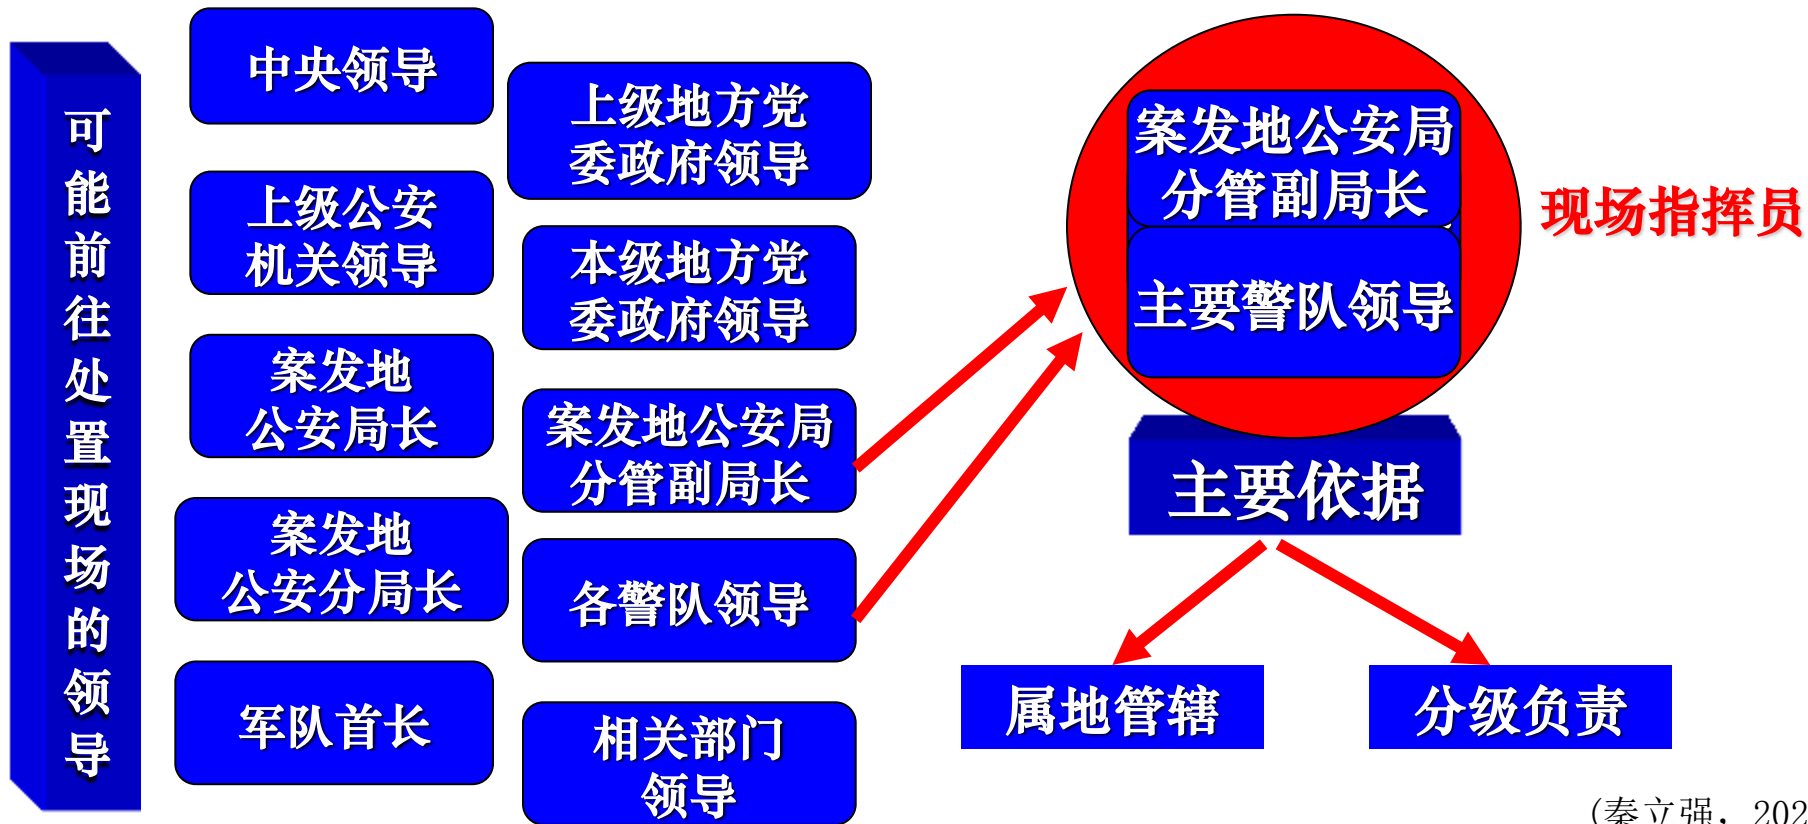 可能前往处置现场的领导
中央领导
上级公安
机关领导
案发地
公安局长
案发地
公安分局长
军队首长
上级地方党
委政府领导
本级地方党
委政府领导
案发地公安局
分管副局长
各警队领导
相关部门
领导
案发地公安局
分管副局长
主要警队领导
现场指挥员
主要依据
属地管辖
分级负责
(秦立强, 202